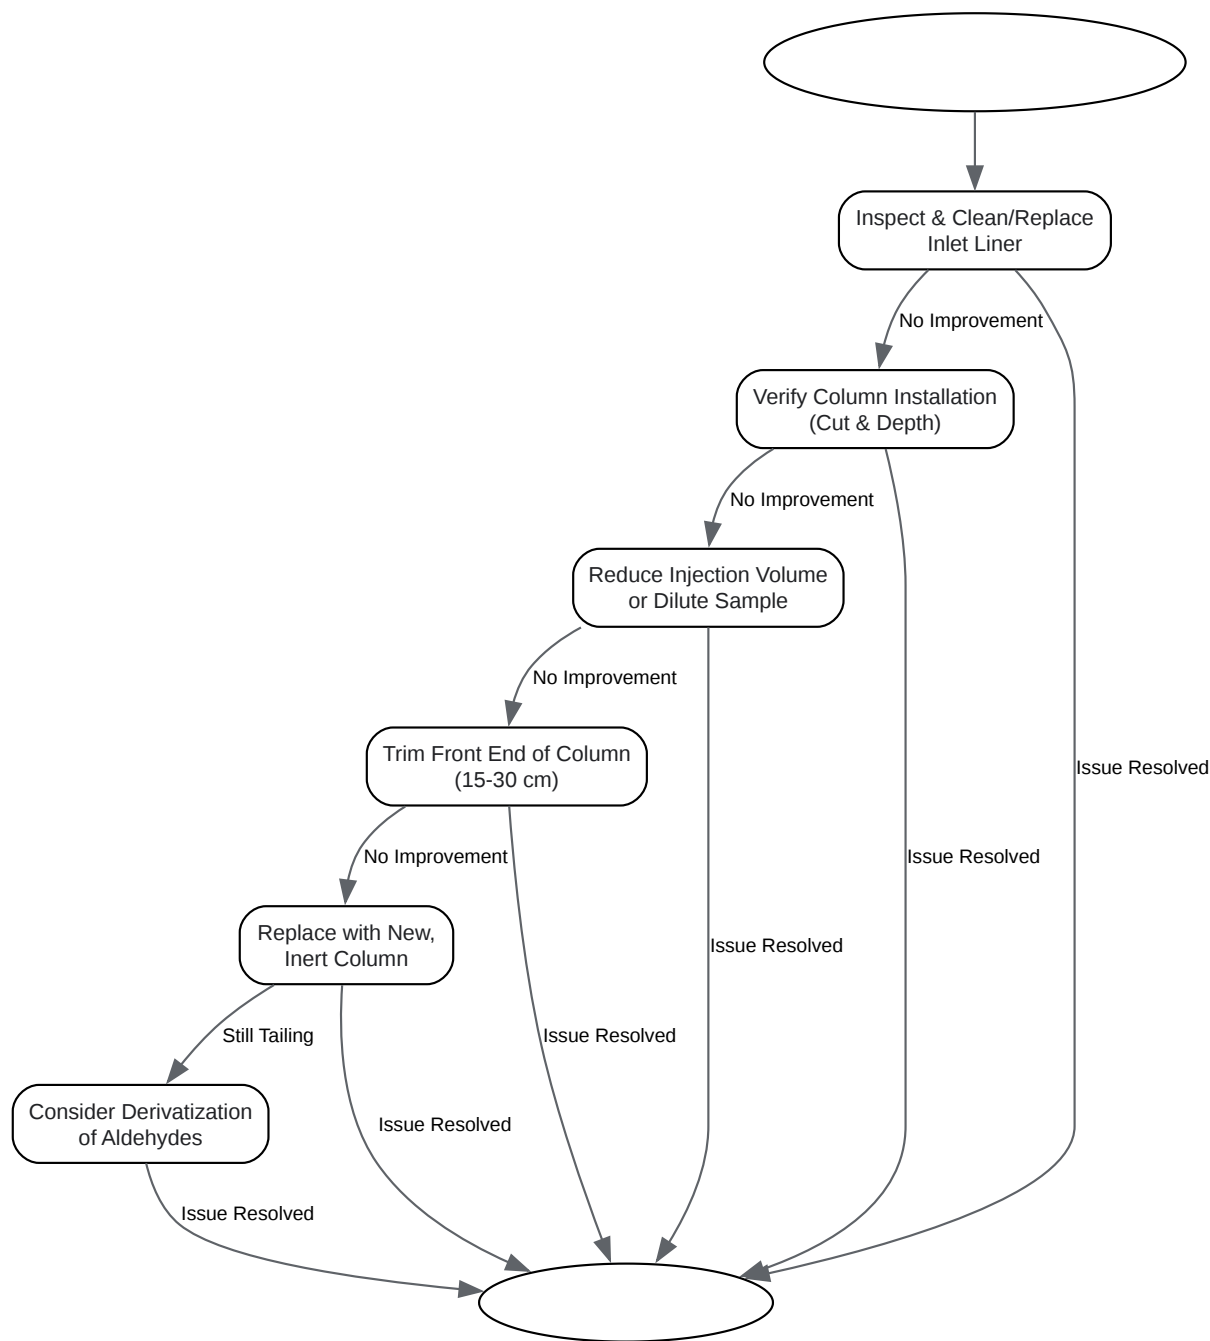 Inspect & Clean/Replace
Inlet Liner
No Improvement
Verify Column Installation
(Cut & Depth)
No Improvement
Reduce Injection Volume
or Dilute Sample
No Improvement
Trim Front End of Column
(15-30 cm)
Issue Resolved
No Improvement
Issue Resolved
Replace with New,
Inert Column
Issue Resolved
Still Tailing
Issue Resolved
Consider Derivatization
of Aldehydes
Issue Resolved
Issue Resolved